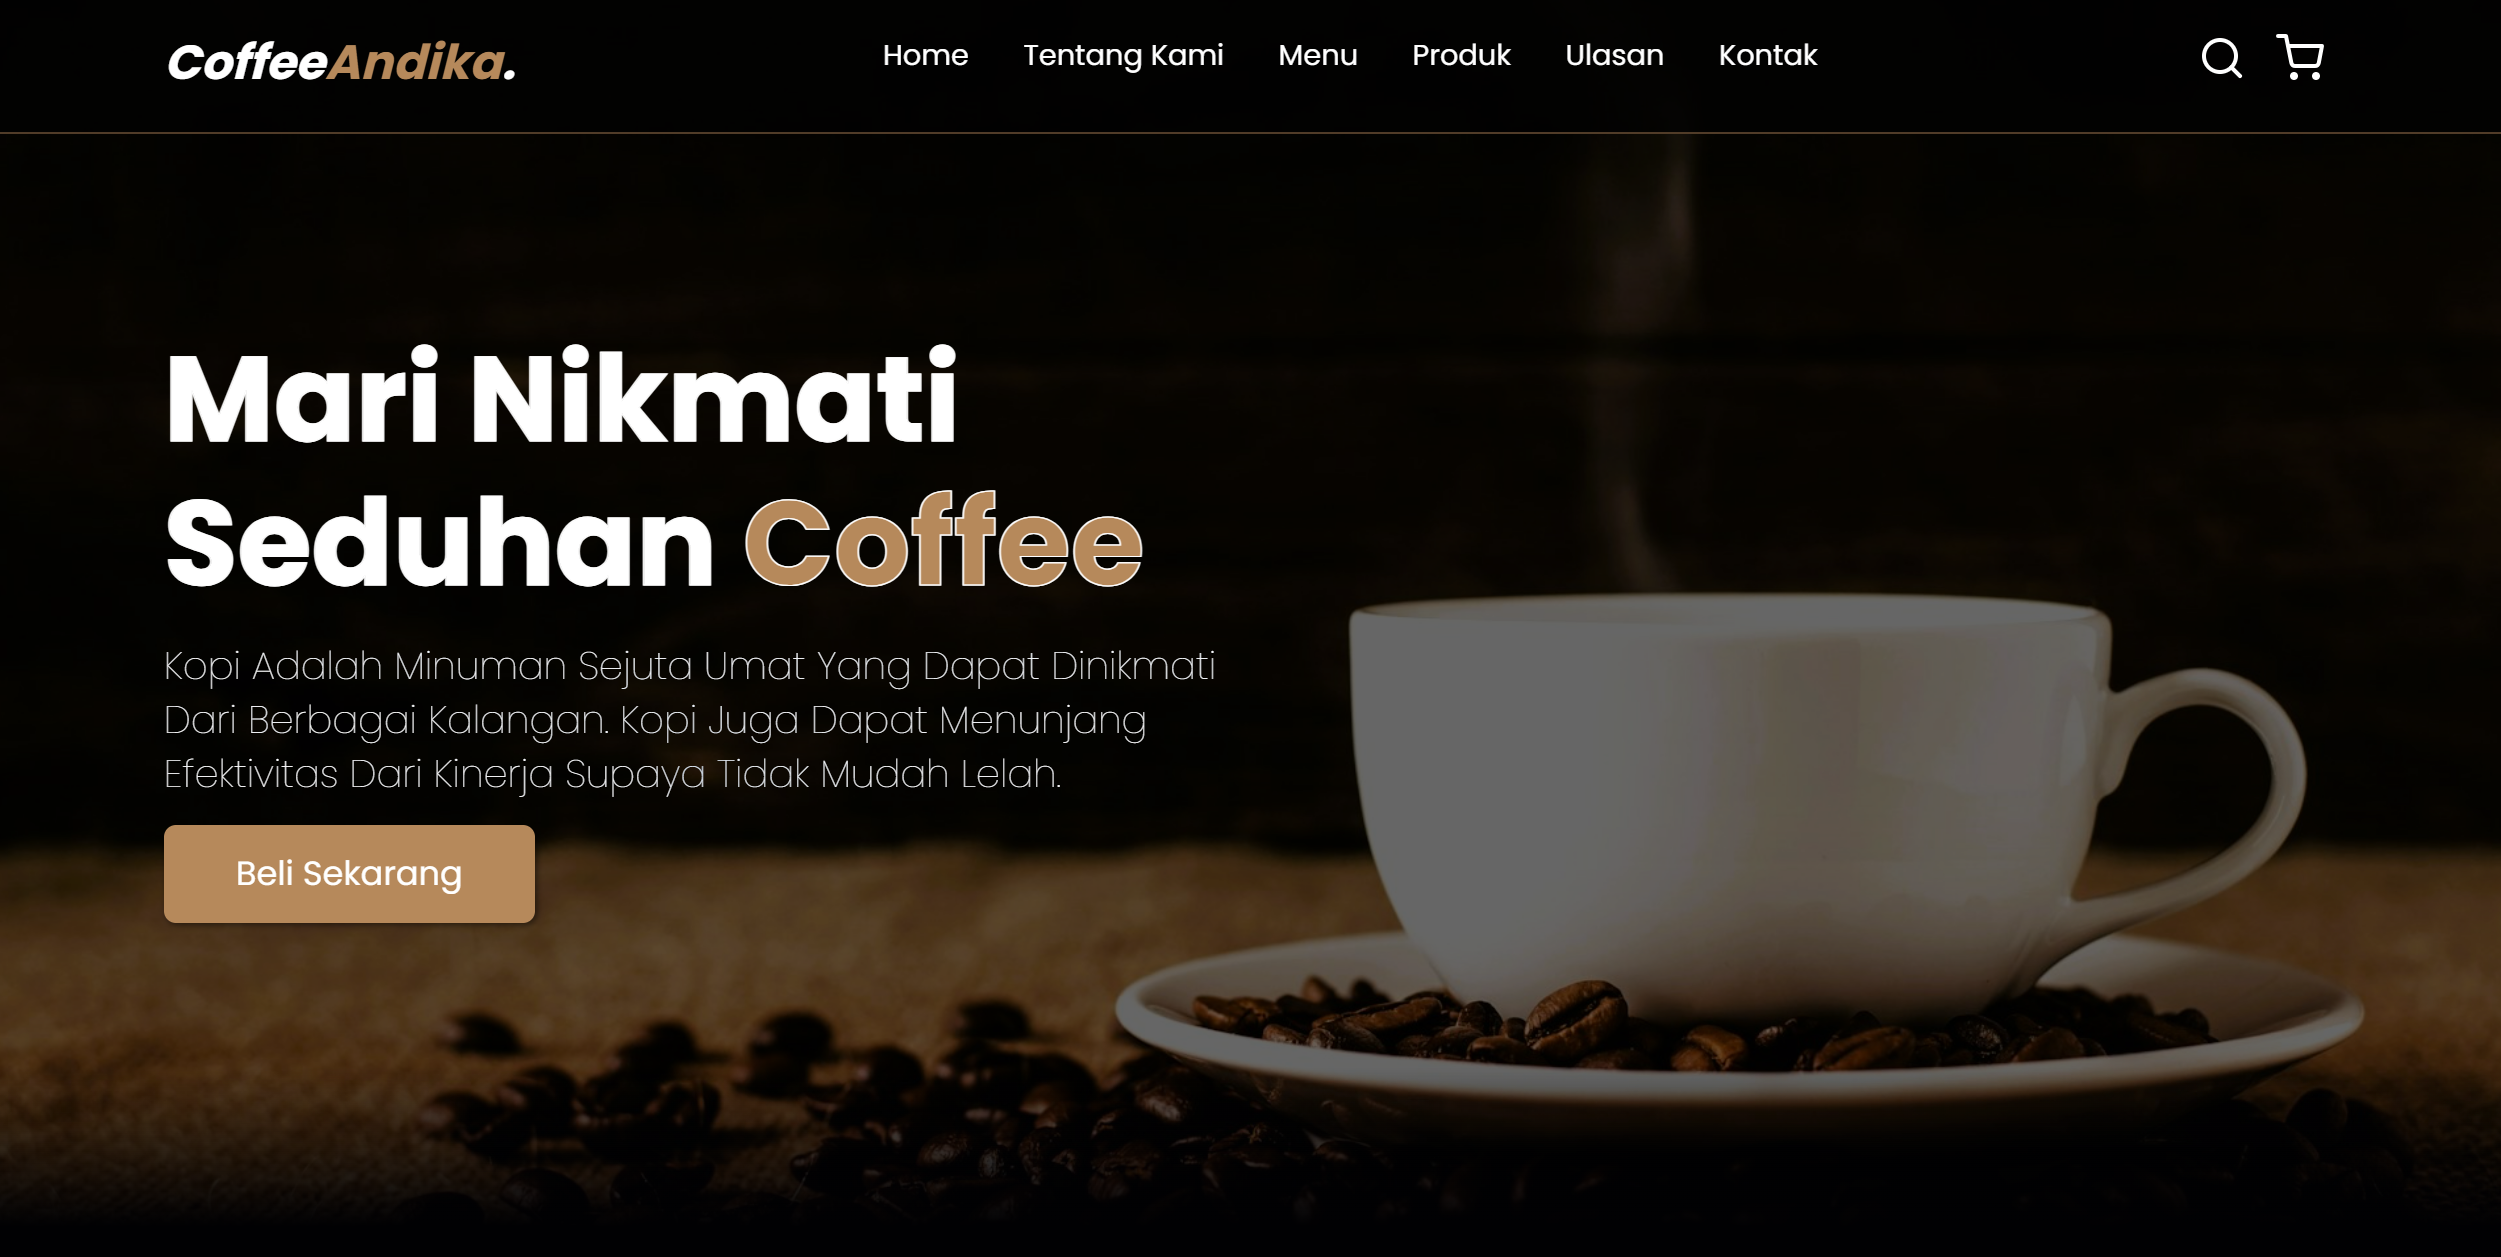 CoffeeAndika.
Home Tentang Kami Menu Produk Ulasan Kontak
Mari Nikmati
Seduhan Coffee
Kopi Adalah Minuman Sejuta Umat Yang Dapat Dinikmati
Dari Berbagai Kalangan. Kopi Juga Dapat Menunjang
Efektivitas Dari Kinerja Supaya Tidak Mudah Lelah.
Beli Sekarang